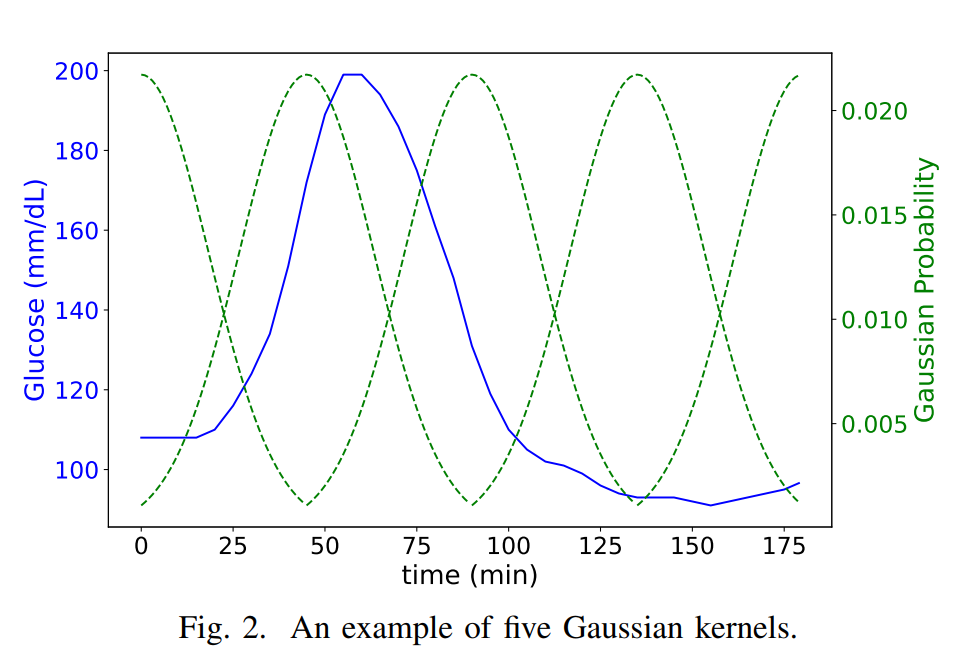 200
180
160
140
120
100
Glucose (mm/dL)
0.020
0.015
0.010
0.005
Gaussian Probability
0 25 50 75 100 125 150 175
time (min)
Fig. 2. An example of five Gaussian kernels.